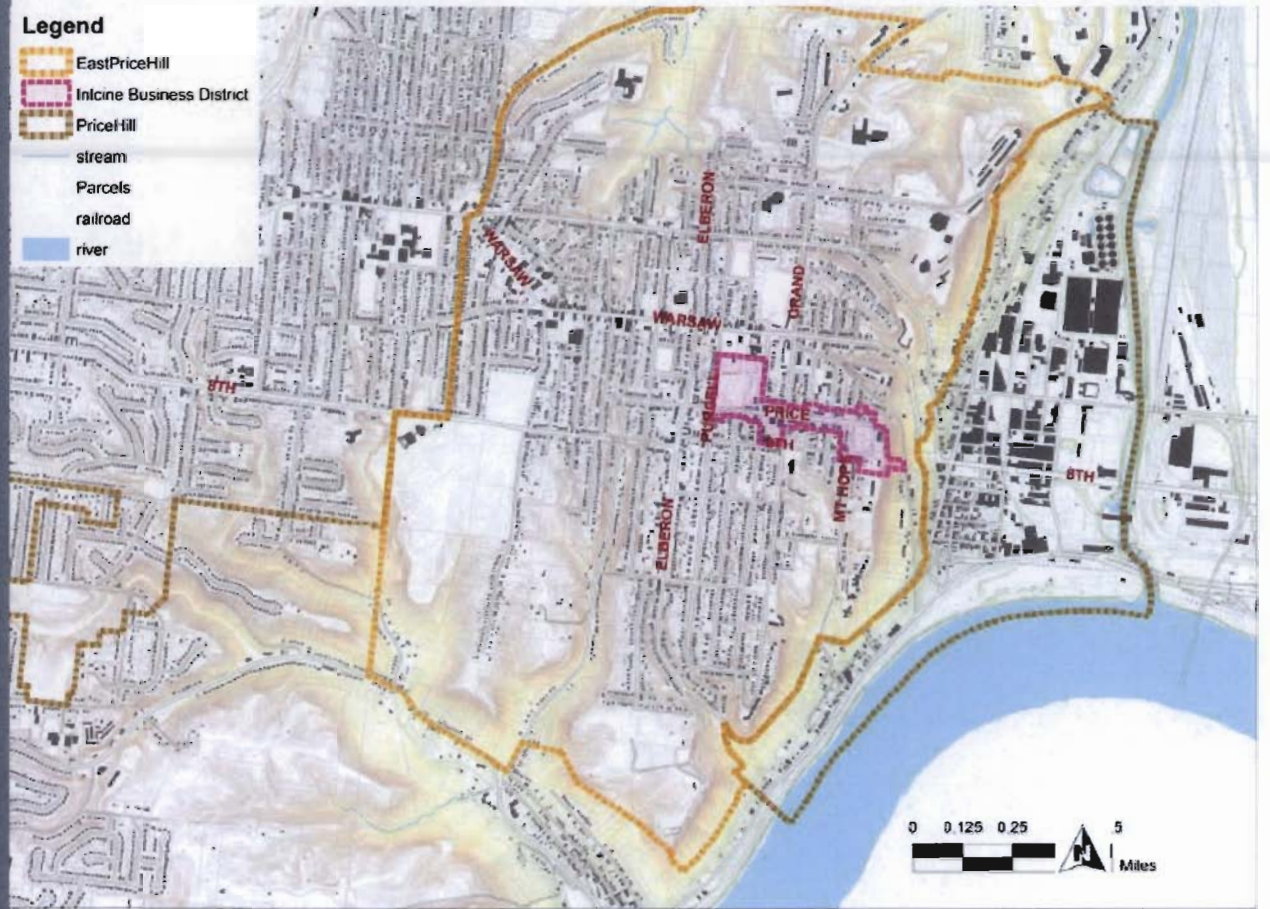 Legend
EastPriceHill
Inlcine Business District
PriceHill
stream
Parcels
railroad
river
ELBERON
WARSAW
GRAND
WARSAW
8TH
PRICE
8TH
8TH
MT HOPE
ELBERON
0 0.125 0.25 .5
N
Miles